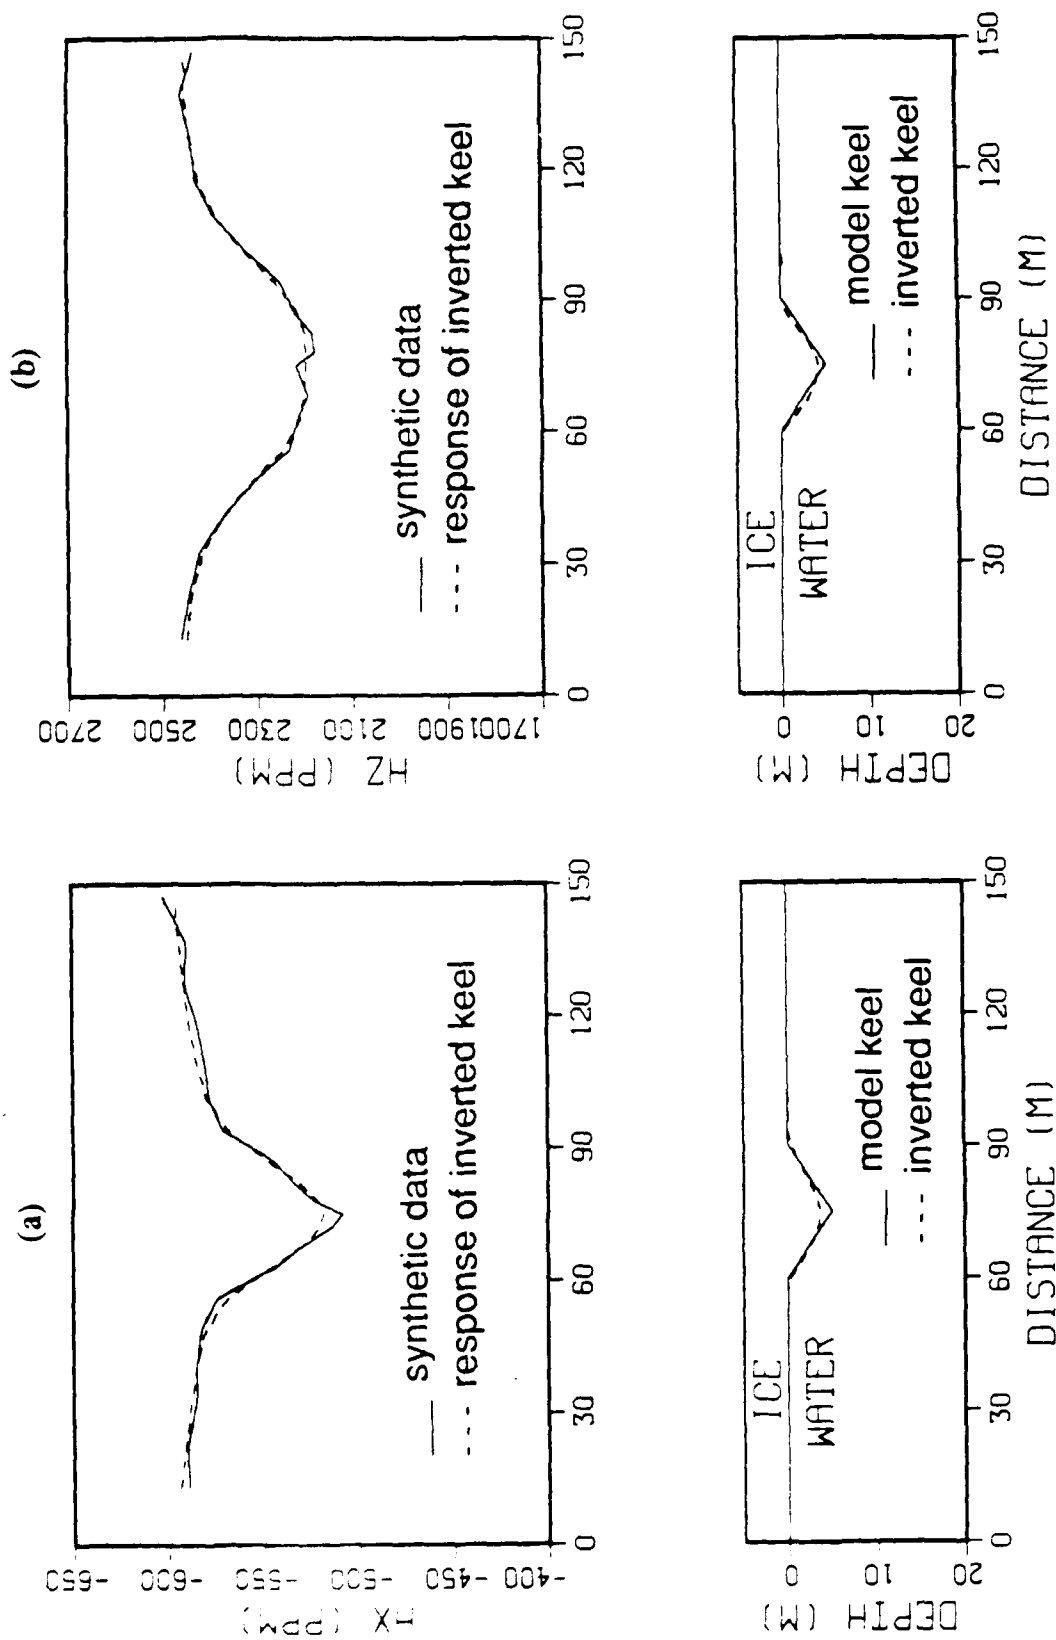 (a)
-650
-600
-550
-500
-450
-400
HX (PPM)
synthetic data
response of inverted keel
0 30 60 90 120 150
ICE
WATER
0
10
20
DEPTH (M)
model keel
inverted keel
0 30 60 90 120 150
DISTANCE (M)
(b)
2700
2500
2300
2100
1900
1700
HZ (PPM)
synthetic data
response of inverted keel
0 30 60 90 120 150
ICE
WATER
0
10
20
DEPTH (M)
model keel
inverted keel
0 30 60 90 120 150
DISTANCE (M)